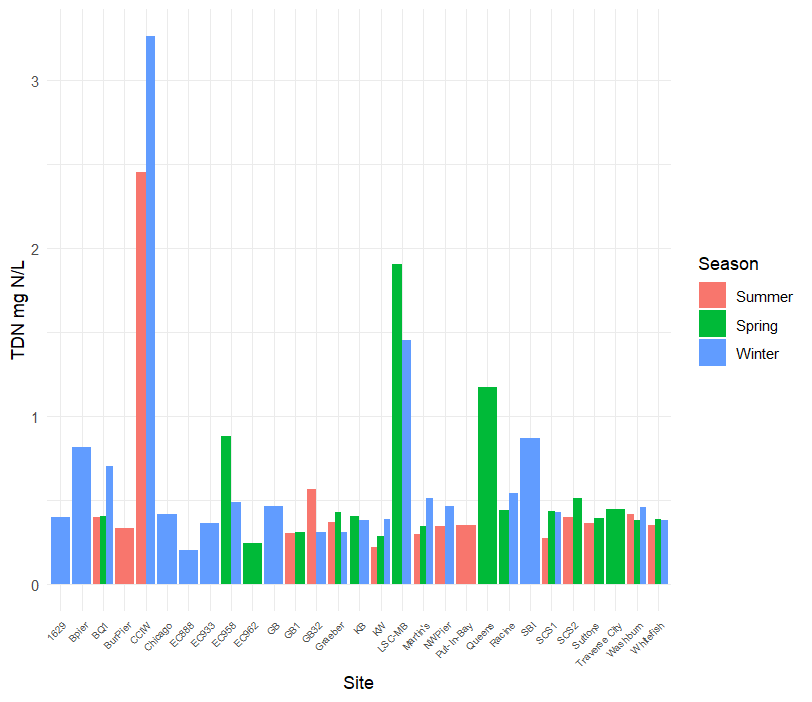 3
2
1
0
TDN mg N/L
1629
Bpier
BQ1
BurPier
CCIW
Chicago
EC888
EC933
EC958
EC962
GB
GB1
GB32
Graeber
KB
KW
LSC-MB
Martin's
NWPier
Put-In-Bay
Queens
Racine
SBI
SCS1
SCS2
Suttons
Traverse City
Washburn
Whitefish
Site
Season
Summer
Spring
Winter